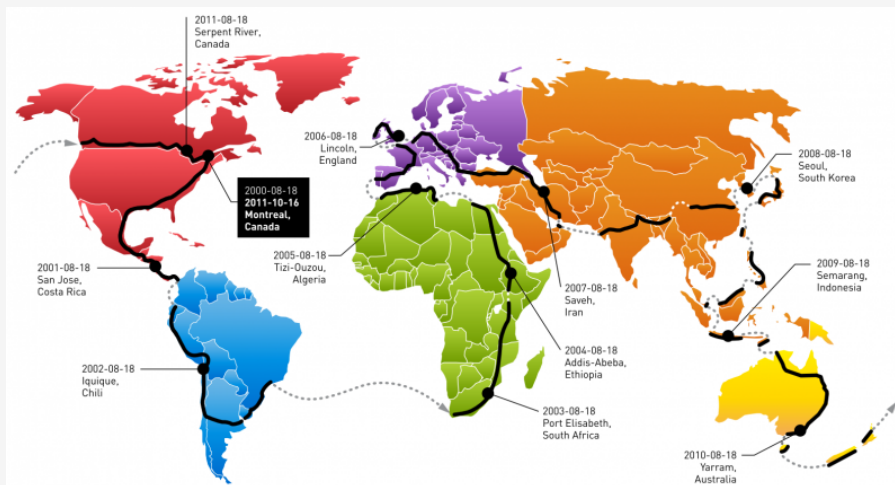 2011-08-18
Serpent River,
Canada
2006-08-18
Lincoln,
England
2008-08-18
Seoul,
South Korea
2000-08-18
2011-10-16
Montreal,
Canada
2005-08-18
Tizi-Ouzou,
Algeria
2001-08-18
San Jose,
Costa Rica
2009-08-18
Semarang,
Indonesia
2007-08-18
Saveh,
Iran
2004-08-18
Addis-Abeba,
Ethiopia
2002-08-18
Iquique,
Chili
2003-08-18
Port Elisabeth,
South Africa
2010-08-18
Yarram,
Australia